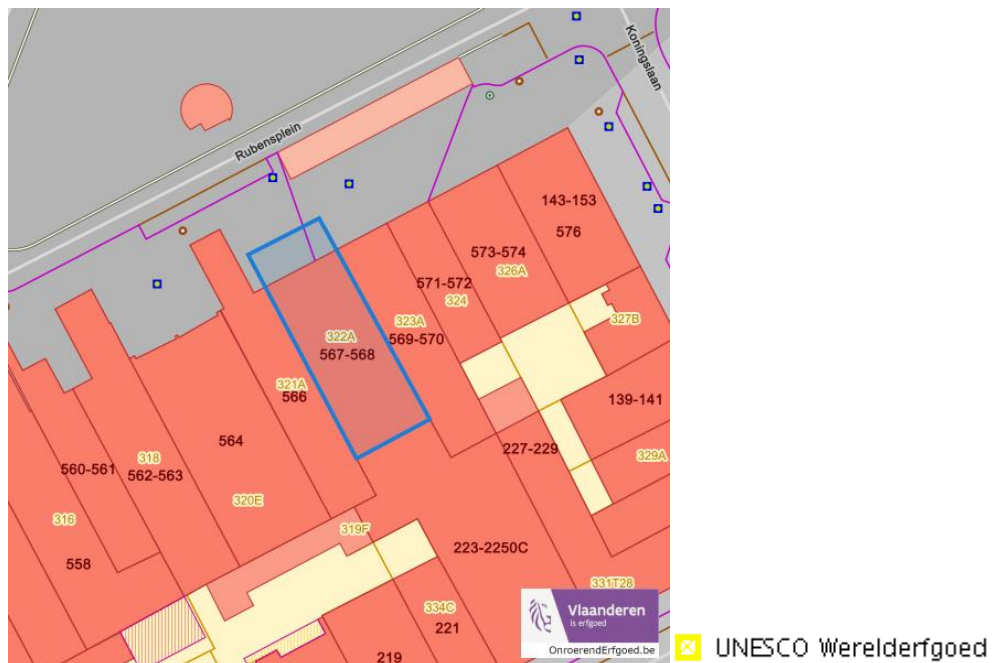 Koningslaan
Rubensplein
143-153
576
573-574
326A
571-572
324
323A
569-570
327B
322A
567-568
321A
566
139-141
564
227-229
329A
560-561
318
562-563
320E
316
319F
558
223-2250C
331T28
334C
221
219
Vlaanderen
is erfgoed
OnroerendErfgoed.be
UNESCO Werelderfgoed